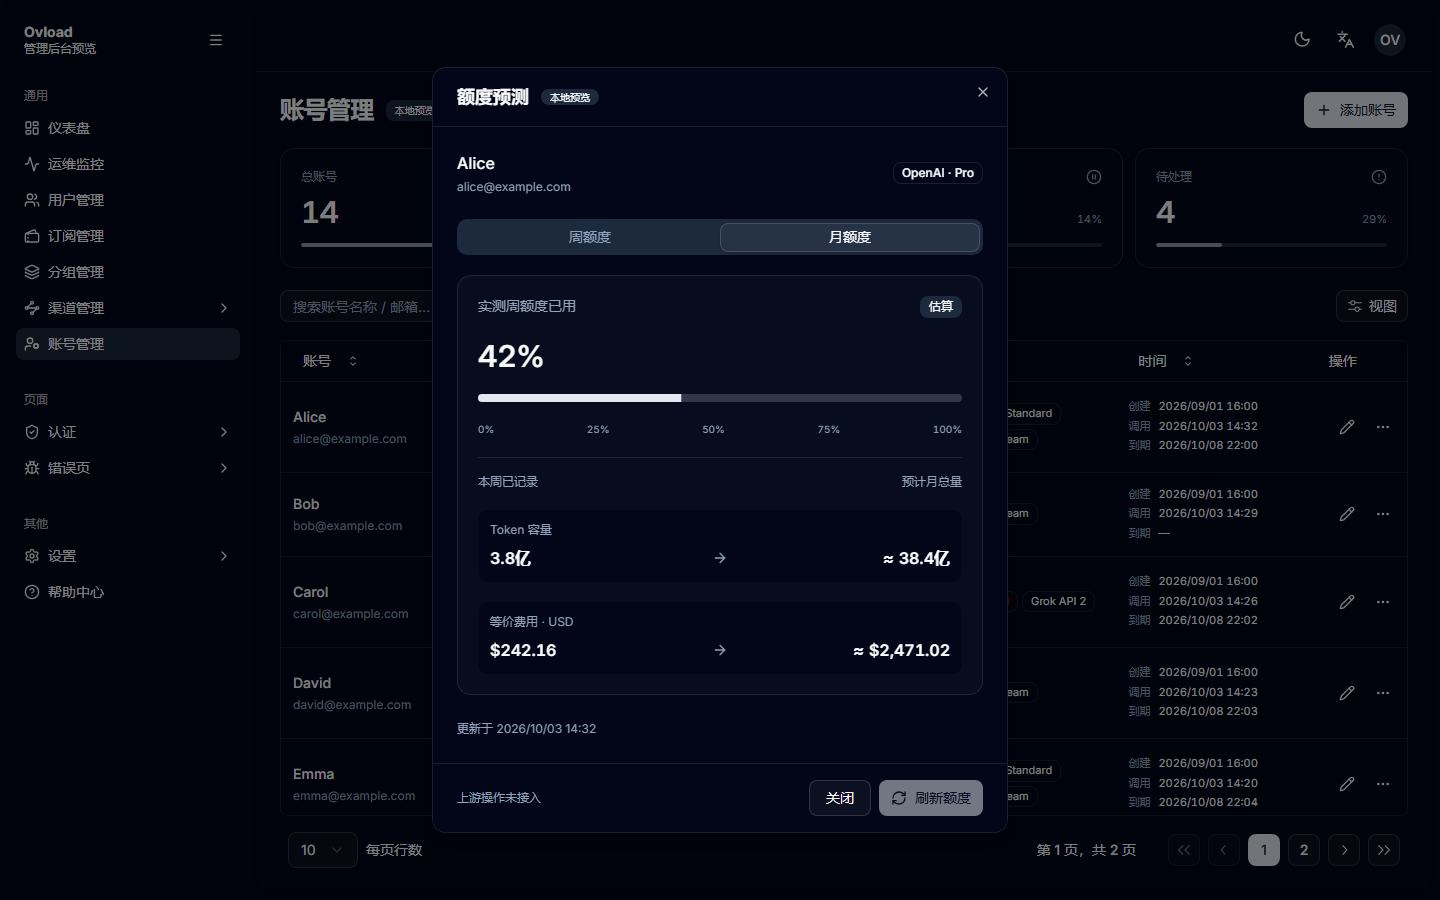 Ovload
管理后台预览
通用
仪表盘
运维监控
用户管理
订阅管理
分组管理
渠道管理
账号管理
页面
认证
错误页
其他
设置
帮助中心
OV
账号管理
本地预览
添加账号
总账号
14
14%
待处理
4
29%
搜索账号名称 / 邮箱...
视图
账号
时间
操作
Alice
alice@example.com
Standard
创建 2026/09/01 16:00
调用 2026/10/03 14:32
到期 2026/10/08 22:00
Bob
bob@example.com
创建 2026/09/01 16:00
调用 2026/10/03 14:29
到期 —
Carol
carol@example.com
Grok API 2
创建 2026/09/01 16:00
调用 2026/10/03 14:26
到期 2026/10/08 22:02
David
david@example.com
创建 2026/09/01 16:00
调用 2026/10/03 14:23
到期 2026/10/08 22:03
Emma
emma@example.com
Standard
创建 2026/09/01 16:00
调用 2026/10/03 14:20
到期 2026/10/08 22:04
10
每页行数
第 1 页，共 2 页
1
2
额度预测
本地预览
Alice
alice@example.com
OpenAI · Pro
周额度
月额度
实测周额度已用
估算
42%
0% 25% 50% 75% 100%
本周已记录
预计月总量
Token 容量
3.8亿 → ≈ 38.4亿
等价费用 · USD
$242.16 → ≈ $2,471.02
更新于 2026/10/03 14:32
上游操作未接入
关闭
刷新额度